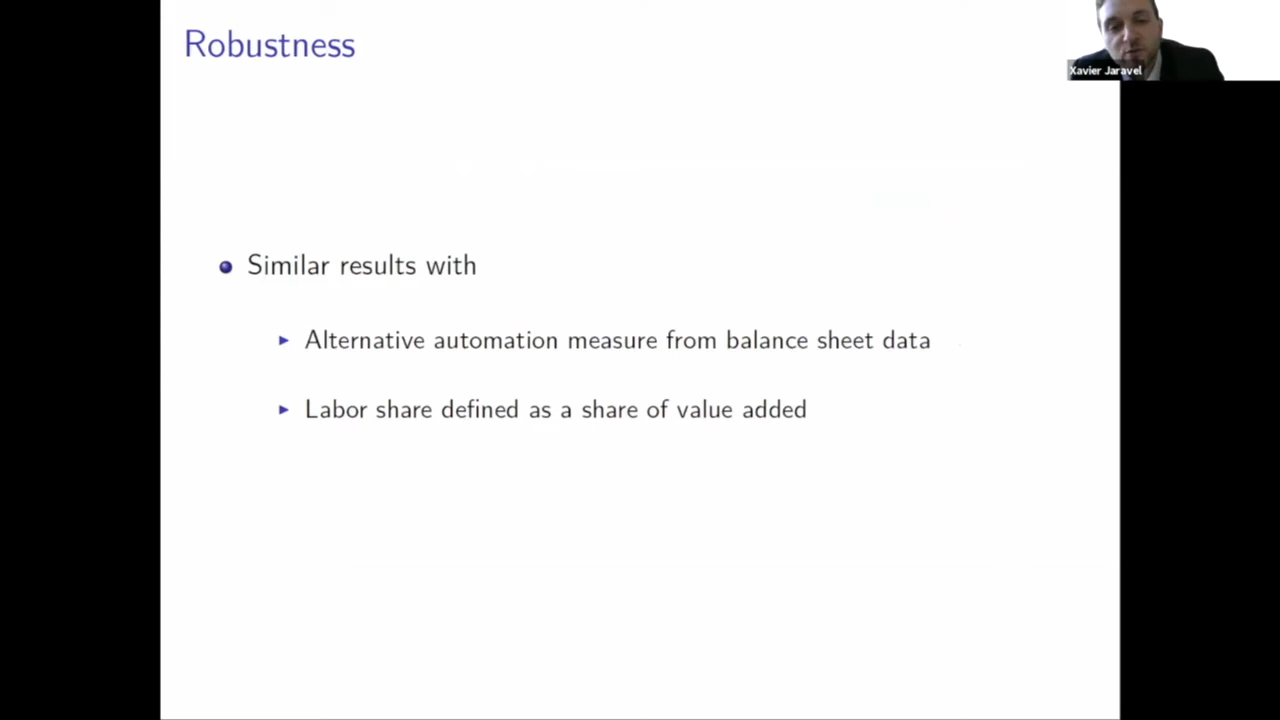 Robustness
Xavier Jaravel
Similar results with
Alternative automation measure from balance sheet data
Labor share defined as a share of value added